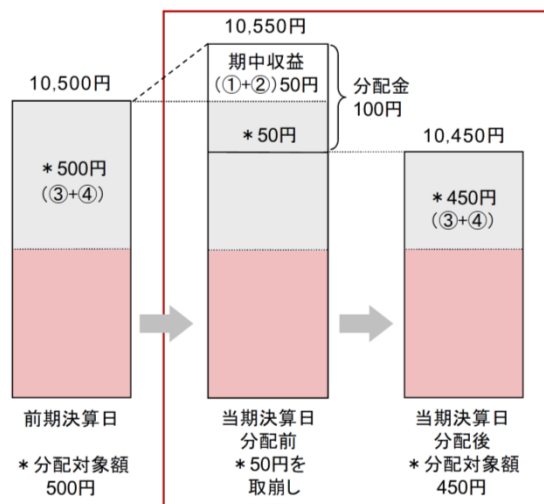 10,550円
期中収益
(①+②)50円
分配金
100円
10,500円
＊50円
10,450円
＊500円
(③+④)
＊450円
(③+④)
前期決算日
＊分配対象額
500円
当期決算日
分配前
＊50円を
取崩し
当期決算日
分配後
＊分配対象額
450円